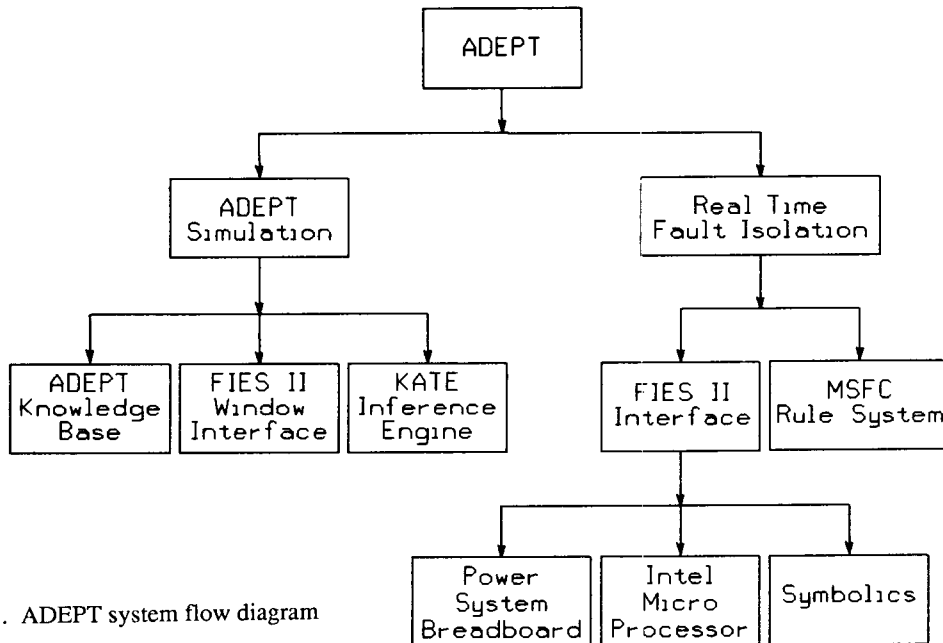 ADEPT
ADEPT
Simulation
Real Time
Fault Isolation
ADEPT
Knowledge
Base
FIES II
Window
Interface
KATE
Inference
Engine
FIES II
Interface
MSFC
Rule System
Power
System
Breadboard
Intel
Micro
Processor
Symbolics
. ADEPT system flow diagram